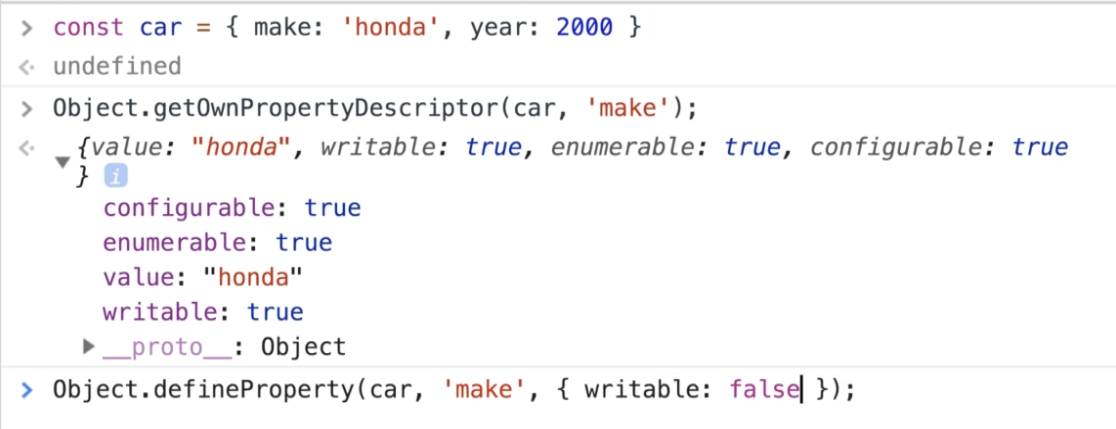 > const car = { make: 'honda', year: 2000 }
<· undefined
> Object.getOwnPropertyDescriptor(car, 'make');
<· ▼ {value: "honda", writable: true, enumerable: true, configurable: true
} i
configurable: true
enumerable: true
value: "honda"
writable: true
▶ __proto__: Object
> Object.defineProperty(car, 'make', { writable: false });